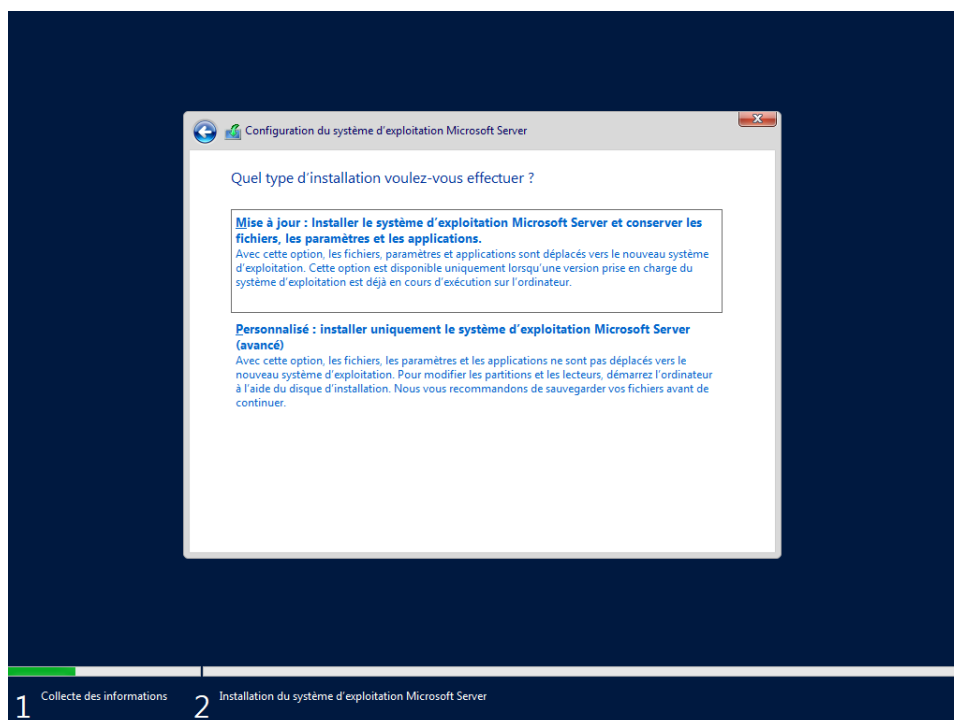 Configuration du système d'exploitation Microsoft Server
Quel type d'installation voulez-vous effectuer ?
Mise à jour : Installer le système d'exploitation Microsoft Server et conserver les
fichiers, les paramètres et les applications.
Avec cette option, les fichiers, paramètres et applications sont déplacés vers le nouveau système
d'exploitation. Cette option est disponible uniquement lorsqu'une version prise en charge du
système d'exploitation est déjà en cours d'exécution sur l'ordinateur.
Personnalisé : installer uniquement le système d'exploitation Microsoft Server
(avancé)
Avec cette option, les fichiers, les paramètres et les applications ne sont pas déplacés vers le
nouveau système d'exploitation. Pour modifier les partitions et les lecteurs, démarrez l'ordinateur
à l'aide du disque d'installation. Nous vous recommandons de sauvegarder vos fichiers avant de
continuer.
1 Collecte des informations
2 Installation du système d'exploitation Microsoft Server